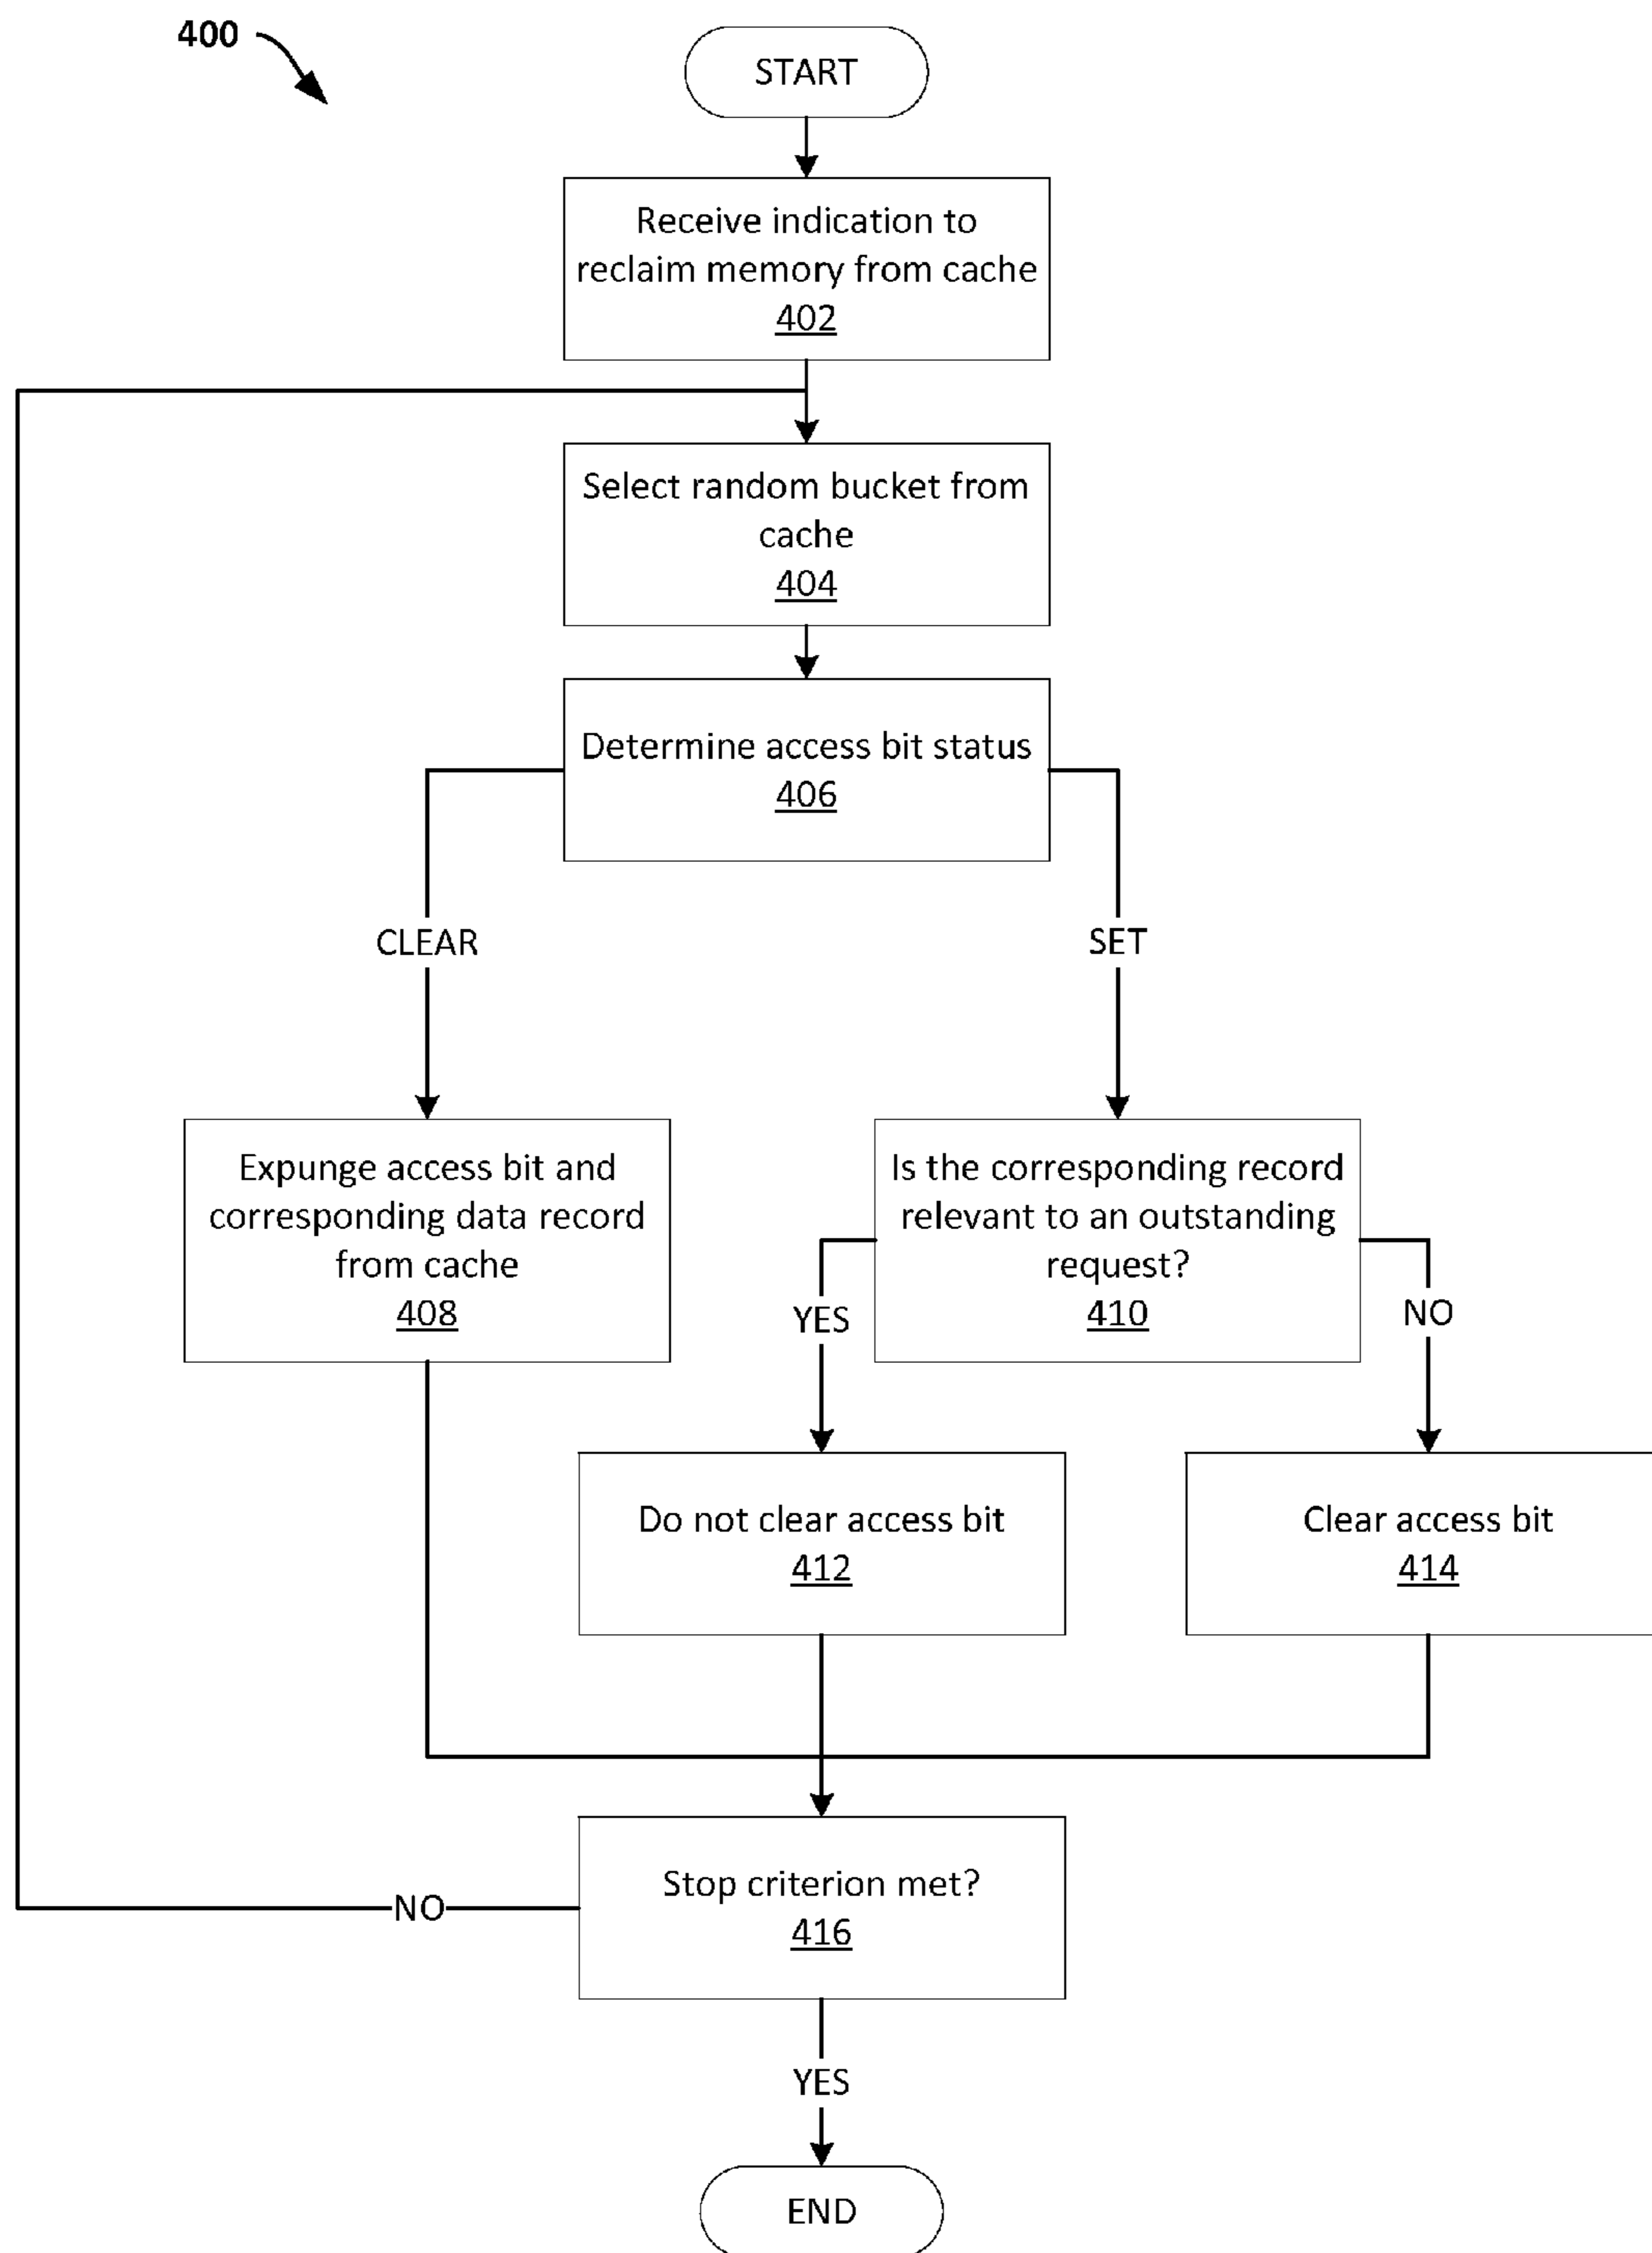 400
START
Receive indication to
reclaim memory from cache
402
Select random bucket from
cache
404
Determine access bit status
406
CLEAR
SET
Expunge access bit and
corresponding data record
from cache
408
Is the corresponding record
relevant to an outstanding
request?
410
YES
NO
Do not clear access bit
412
Clear access bit
414
Stop criterion met?
416
NO
YES
END